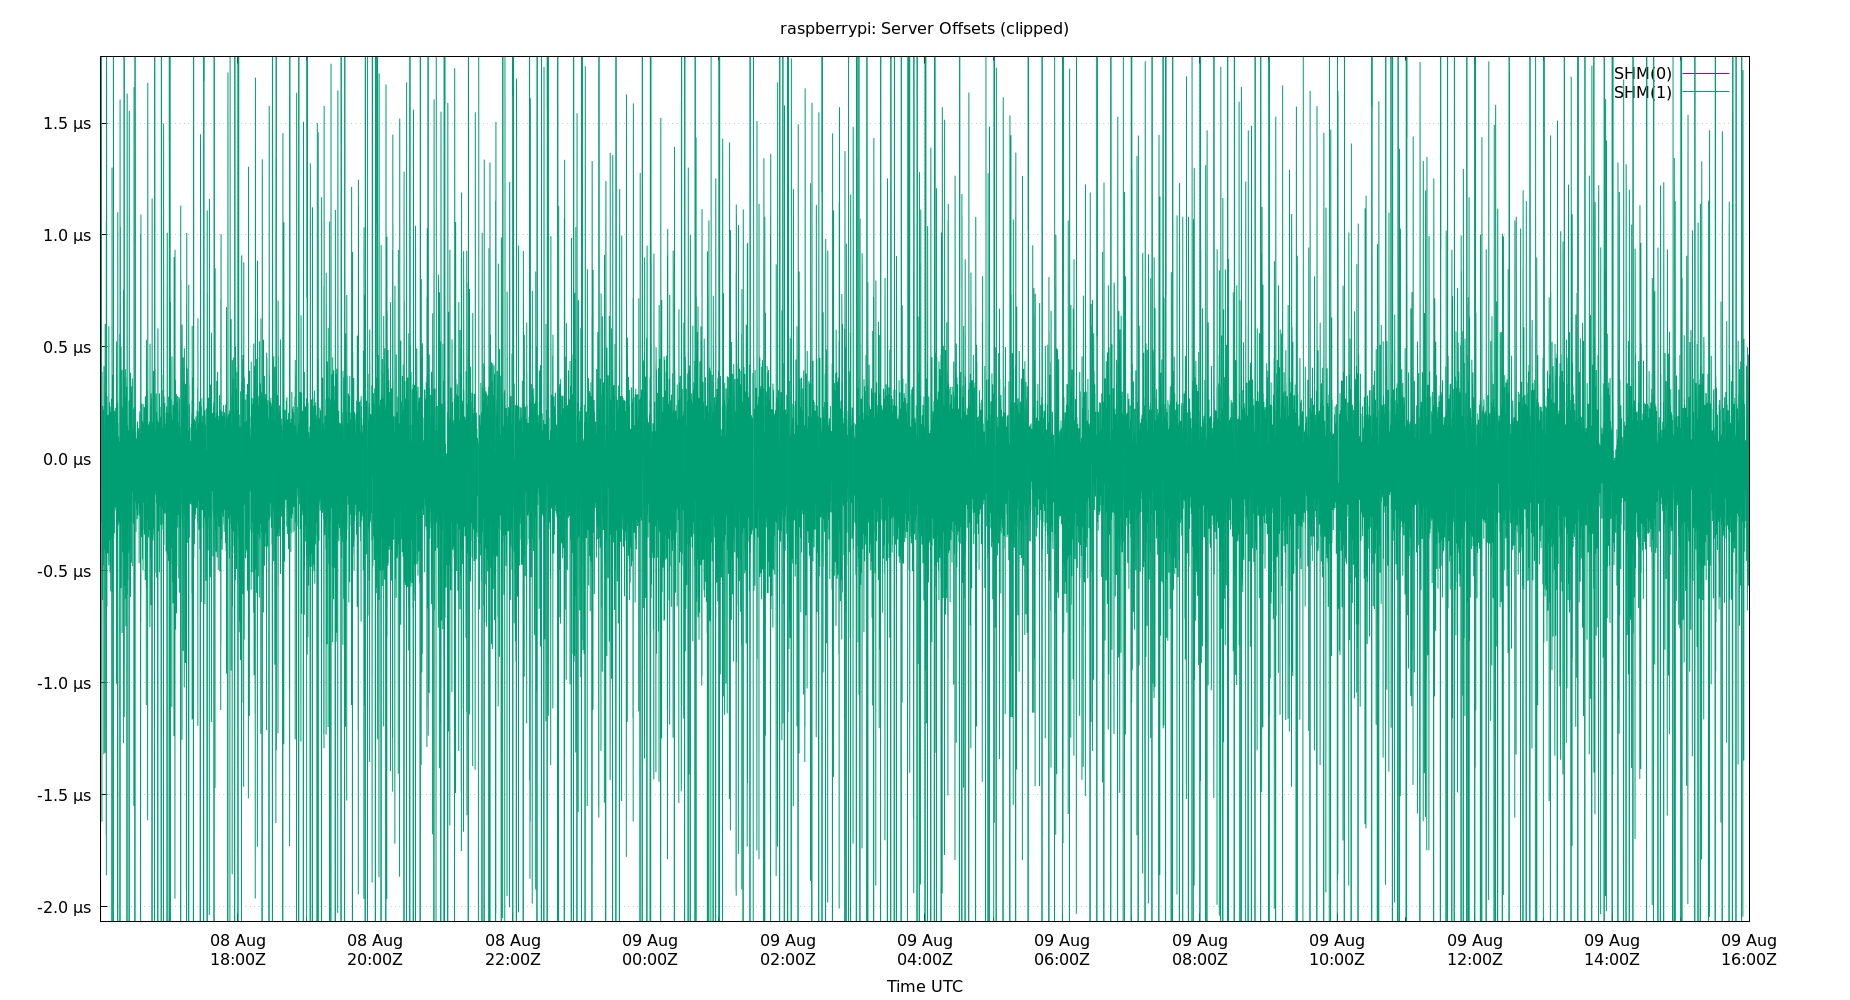 raspberrypi: Server Offsets (clipped)
SHM(0)
SHM(1)
1.5 µs
1.0 µs
0.5 µs
0.0 µs
-0.5 µs
-1.0 µs
-1.5 µs
-2.0 µs
08 Aug 08 Aug 08 Aug 09 Aug 09 Aug 09 Aug 09 Aug 09 Aug 09 Aug 09 Aug 09 Aug 09 Aug
18:00Z 20:00Z 22:00Z 00:00Z 02:00Z 04:00Z 06:00Z 08:00Z 10:00Z 12:00Z 14:00Z 16:00Z
Time UTC